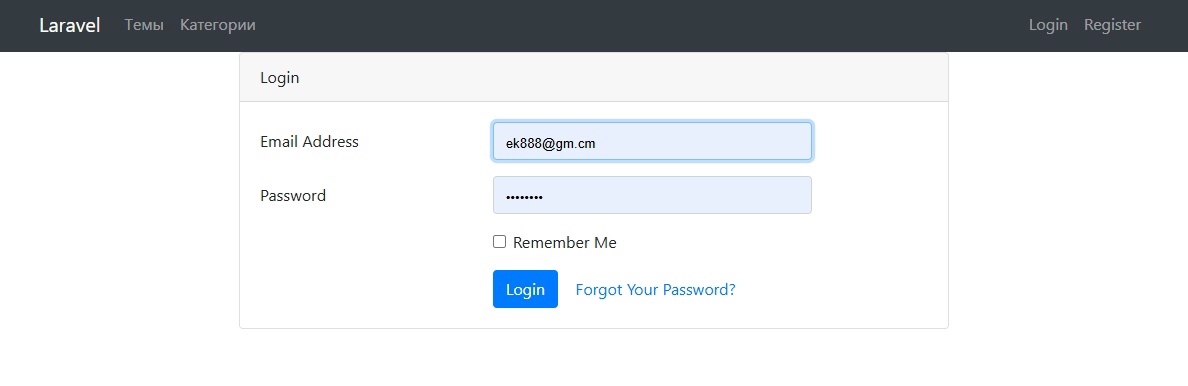 Laravel Темы Категории Login Register
Login
Email Address ek888@gm.cm
Password ••••••••
Remember Me
Login Forgot Your Password?